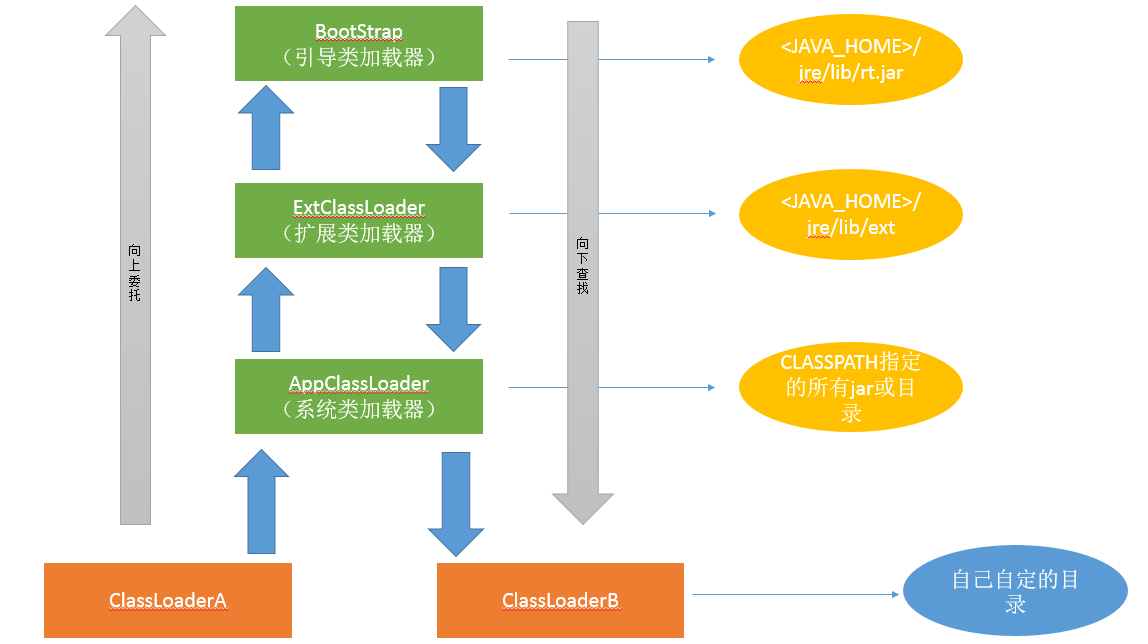 BootStrap
（引导类加载器）
<JAVA_HOME>/
jre/lib/rt.jar
ExtClassLoader
（扩展类加载器）
<JAVA_HOME>/
jre/lib/ext
向上委托
向下查找
AppClassLoader
（系统类加载器）
CLASSPATH指定
的所有jar或目
录
ClassLoaderA
ClassLoaderB
自己自定的目
录